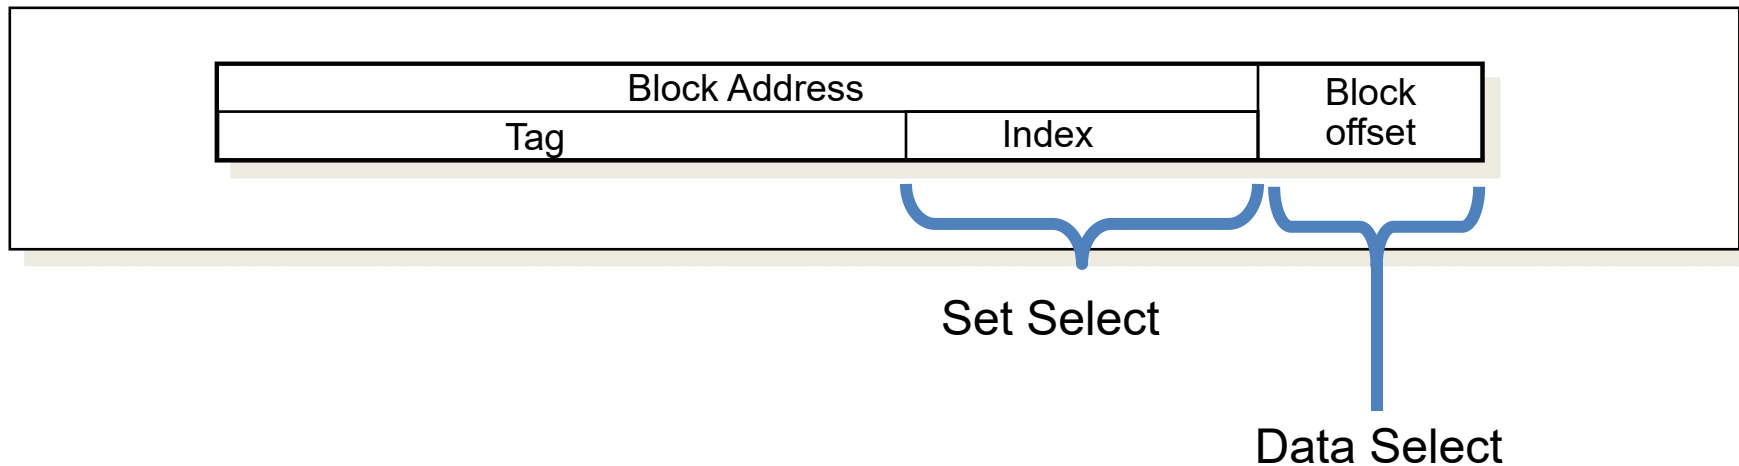 Block Address
Block
offset
Tag
Index
Set Select
Data Select